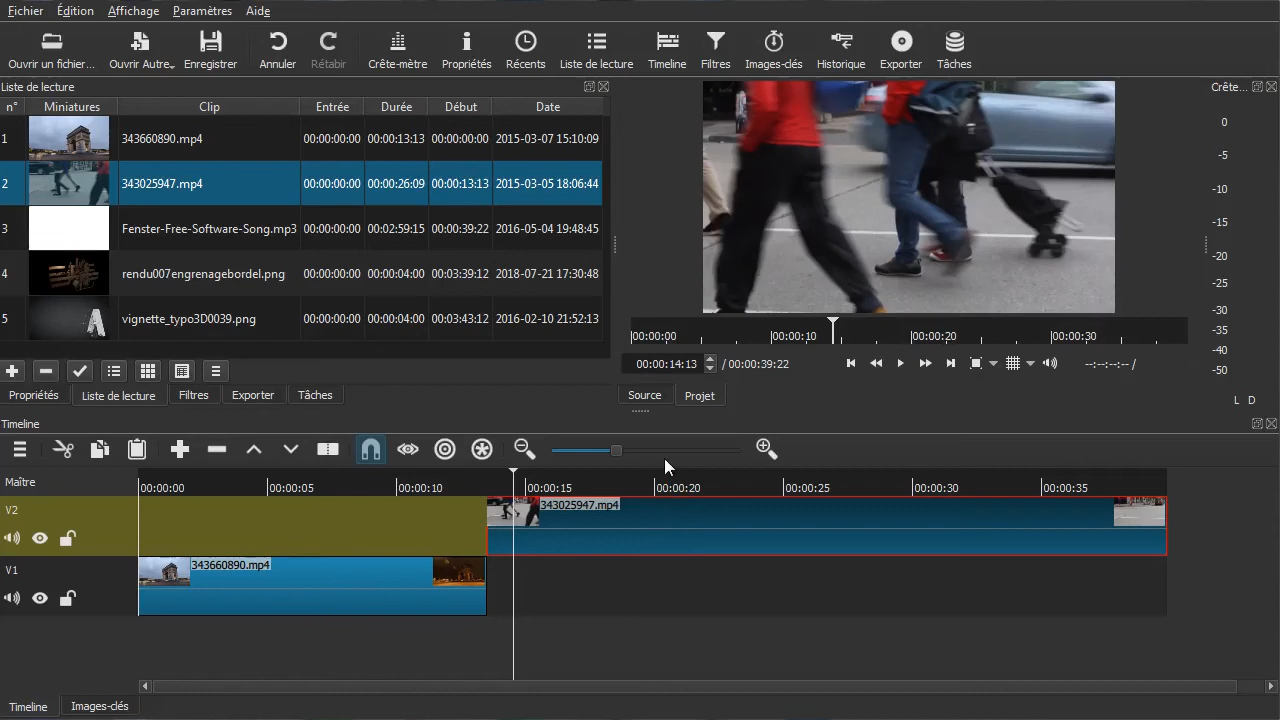 Fichier Édition Affichage Paramètres Aide
Ouvrir un fichier... Ouvrir Autre... Enregistrer Annuler Rétabir Crête-mètre Propriétés Récents Liste de lecture Timeline Filtres Images-clés Historique Exporter Tâches
Liste de lecture Crête...
n° Miniatures Clip Entrée Durée Début Date
1 343660890.mp4 00:00:00:00 00:00:13:13 00:00:00:00 2015-03-07 15:10:09
2 343025947.mp4 00:00:00:00 00:00:26:09 00:00:13:13 2015-03-05 18:06:44
3 Fenster-Free-Software-Song.mp3 00:00:00:00 00:02:59:15 00:00:39:22 2016-05-04 19:48:45
4 rendu007engrenagebordel.png 00:00:00:00 00:00:04:00 00:03:39:12 2018-07-21 17:30:48
5 vignette_typo3D0039.png 00:00:00:00 00:00:04:00 00:03:43:12 2016-02-10 21:52:13
0
-5
-10
-15
-20
-25
-30
-35
-40
-50
00:00:00 00:00:10 00:00:20 00:00:30
00:00:14:13 / 00:00:39:22 --:--:--:-- /
Propriétés Liste de lecture Filtres Exporter Tâches Source Projet L D
Timeline
Maître 00:00:00 00:00:05 00:00:10 00:00:15 00:00:20 00:00:25 00:00:30 00:00:35
V2 343025947.mp4
V1 343660890.mp4
Timeline Images-clés